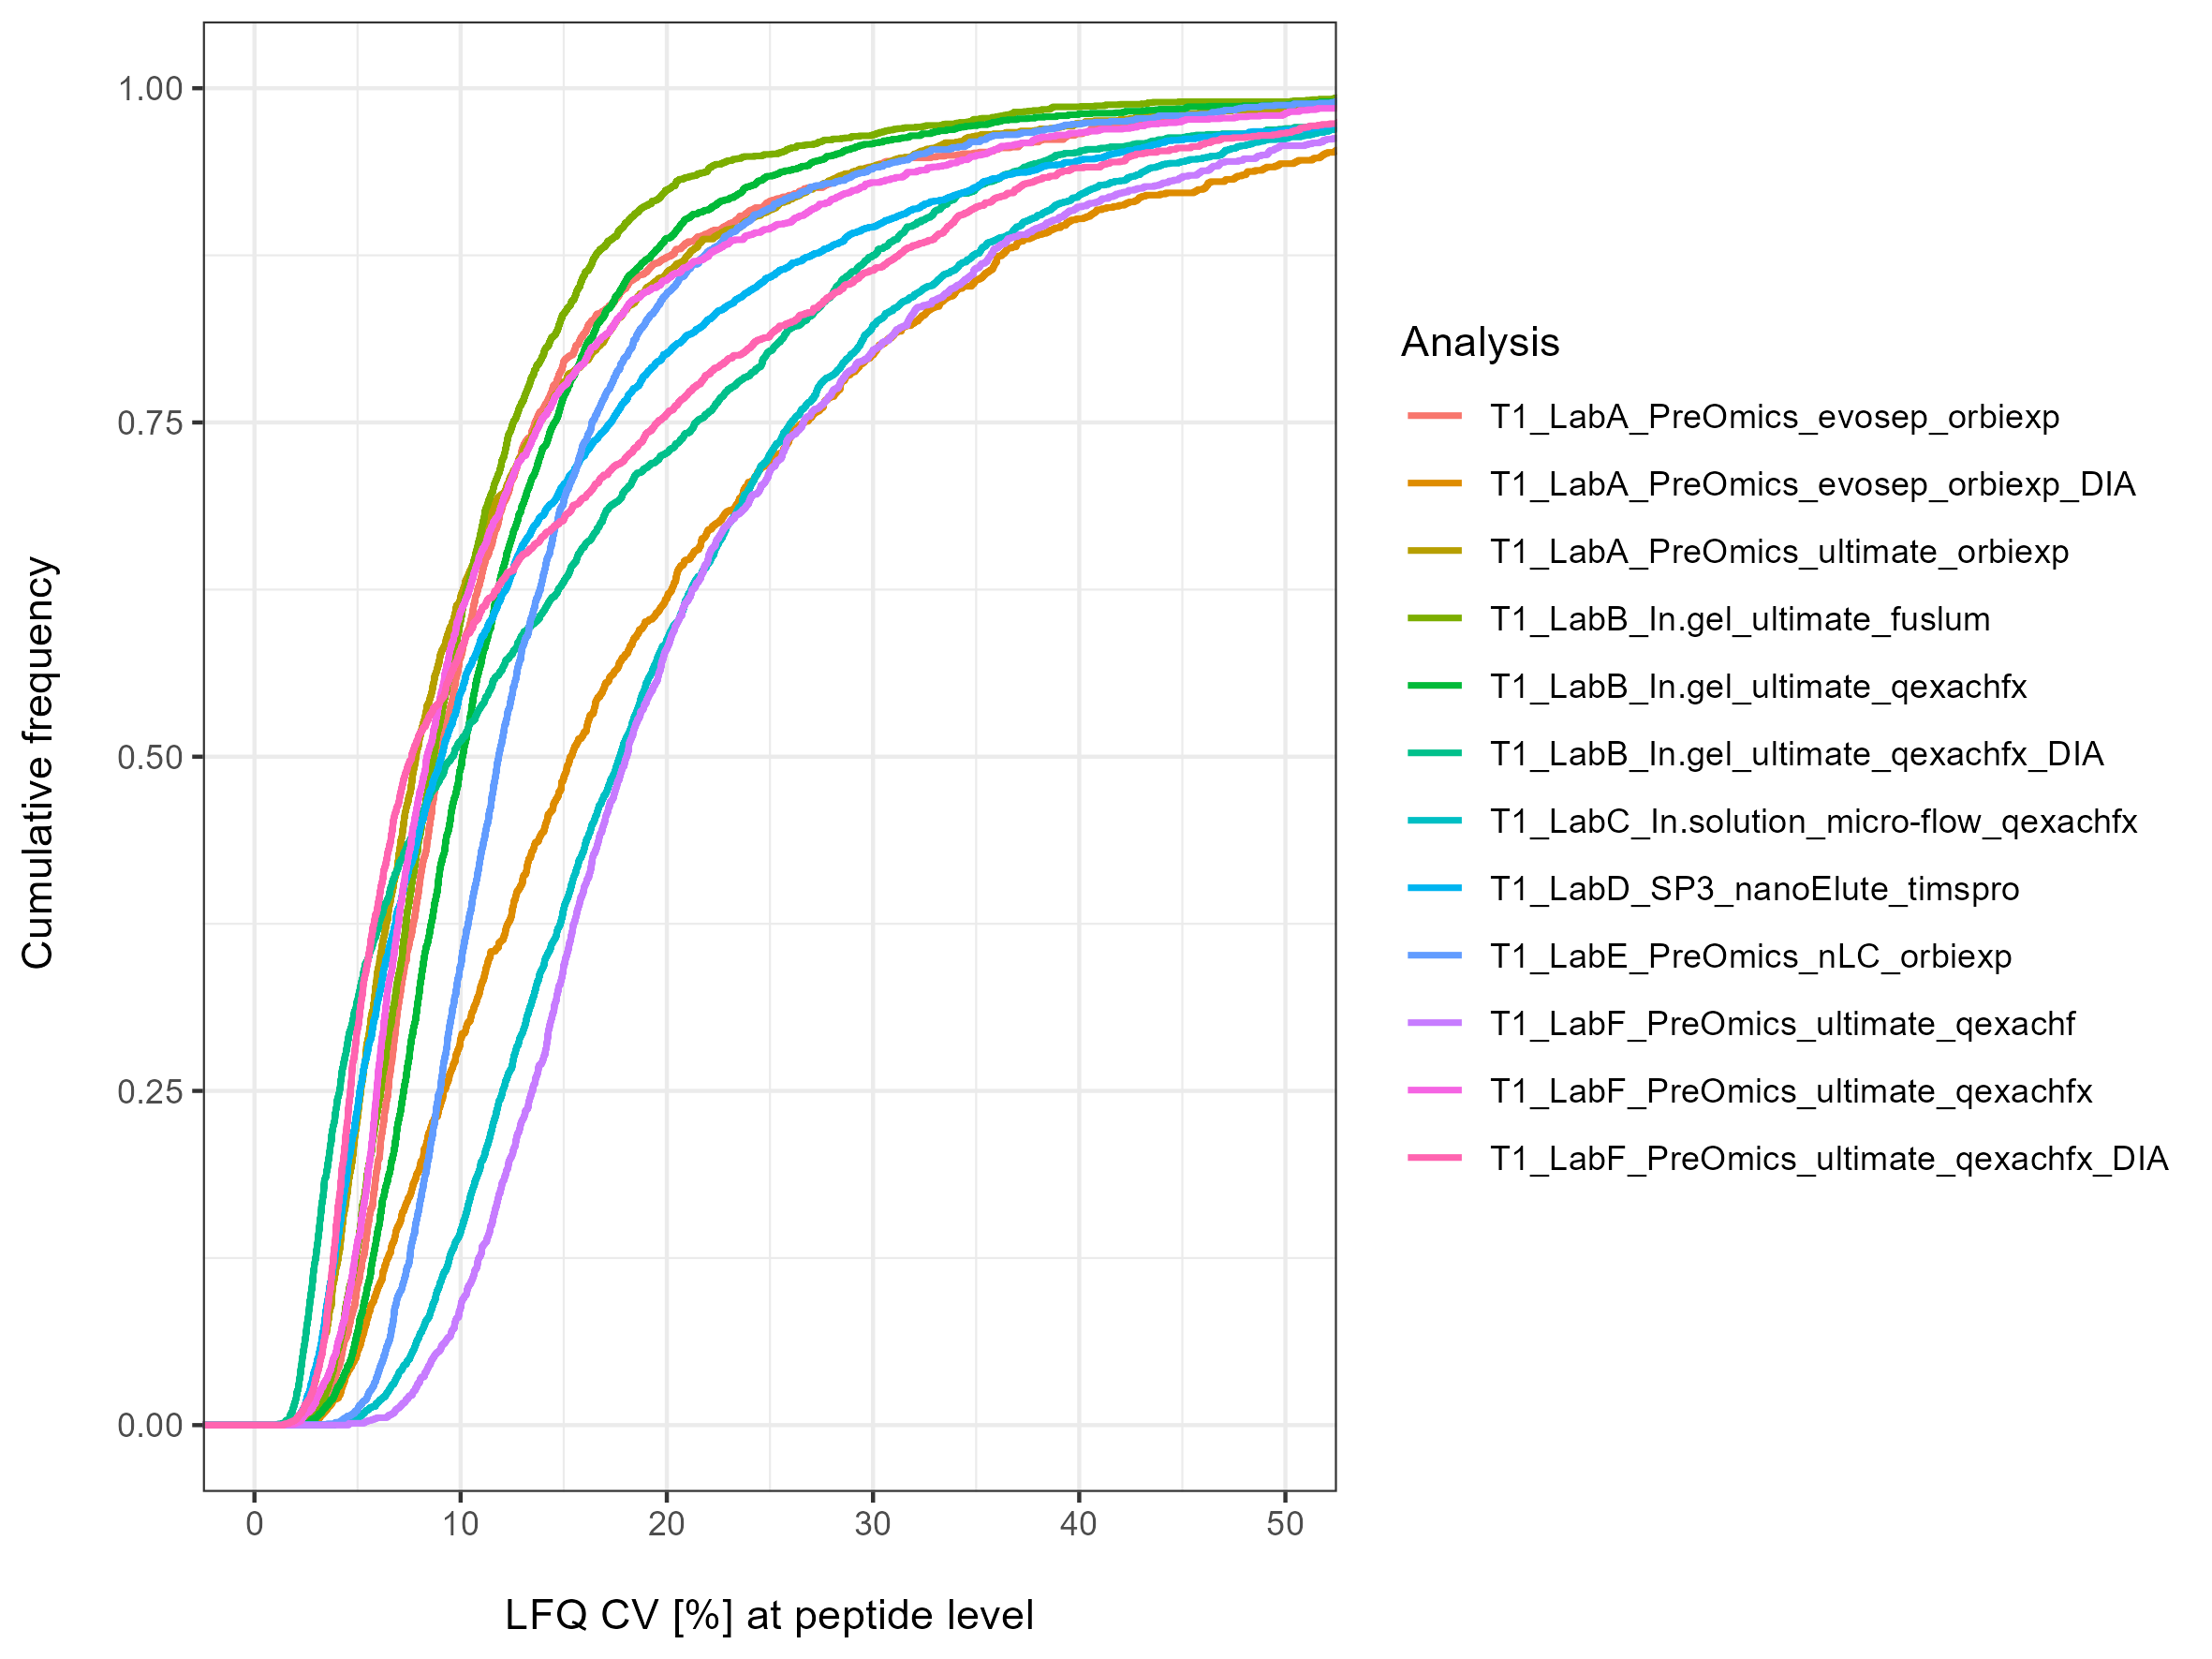 Cumulative frequency
1.00
0.75
0.50
0.25
0.00
0 10 20 30 40 50
LFQ CV [%] at peptide level
Analysis
T1_LabA_PreOmics_evosep_orbiexp
T1_LabA_PreOmics_evosep_orbiexp_DIA
T1_LabA_PreOmics_ultimate_orbiexp
T1_LabB_In.gel_ultimate_fuslum
T1_LabB_In.gel_ultimate_qexachfx
T1_LabB_In.gel_ultimate_qexachfx_DIA
T1_LabC_In.solution_micro-flow_qexachfx
T1_LabD_SP3_nanoElute_timspro
T1_LabE_PreOmics_nLC_orbiexp
T1_LabF_PreOmics_ultimate_qexachf
T1_LabF_PreOmics_ultimate_qexachfx
T1_LabF_PreOmics_ultimate_qexachfx_DIA